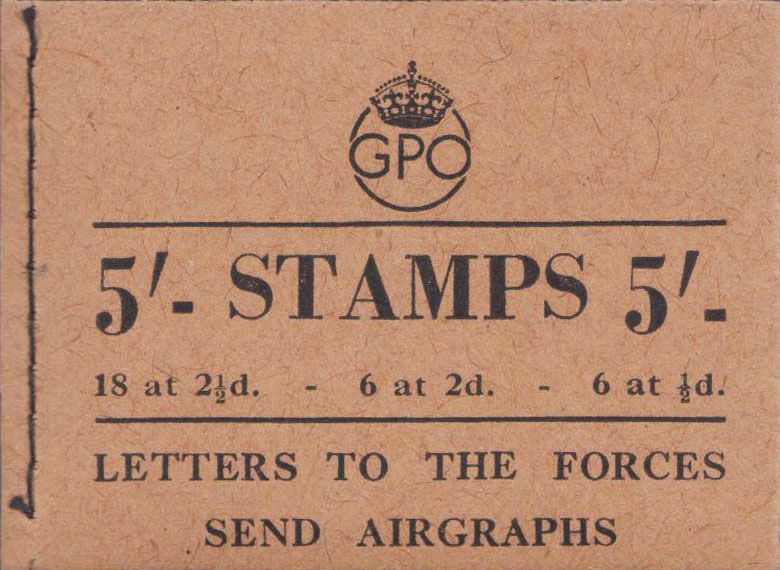 GPO
5/- STAMPS 5/-
18 at 2½d. - 6 at 2d. - 6 at ½d.
LETTERS TO THE FORCES
SEND AIRGRAPHS